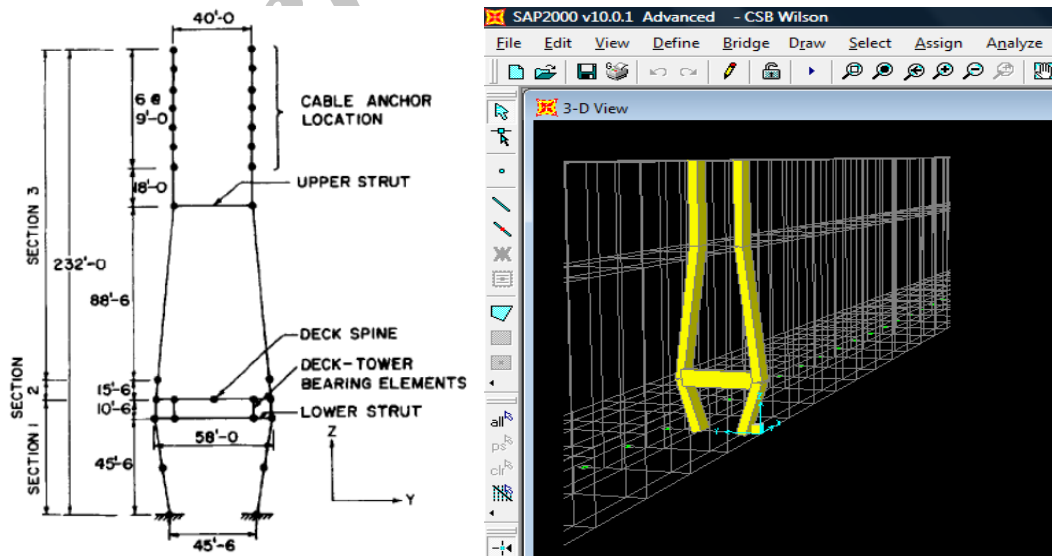 40'-0
6 @
9'-0
CABLE ANCHOR
LOCATION
18'-0
UPPER STRUT
SECTION 3
232'-0
88'-6
DECK SPINE
DECK-TOWER
BEARING ELEMENTS
LOWER STRUT
SECTION
2
15'-6
10'-6
58'-0
SECTION 1
45'-6
Z
Y
45'-6
SAP2000 v10.0.1 Advanced - CSB Wilson
File Edit View Define Bridge Draw Select Assign Analyze
3-D View
all
ps
clr